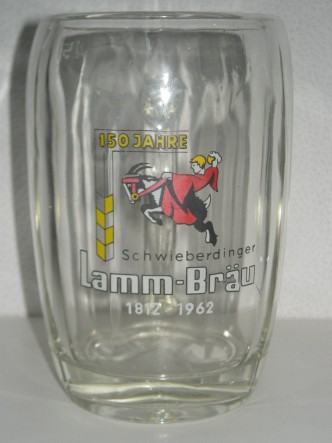 150 JAHRE
Schwieberdinger
Lamm-Bräu
1812-1962